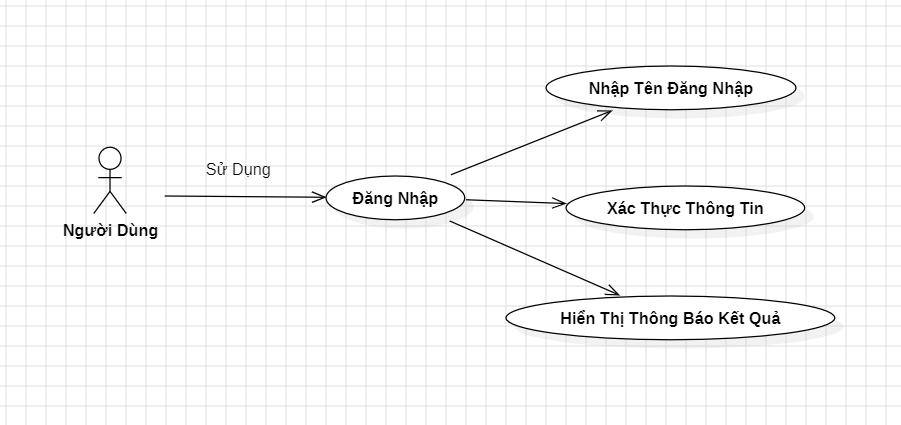 Nhập Tên Đăng Nhập
Sử Dụng
Đăng Nhập
Xác Thực Thông Tin
Người Dùng
Hiển Thị Thông Báo Kết Quả